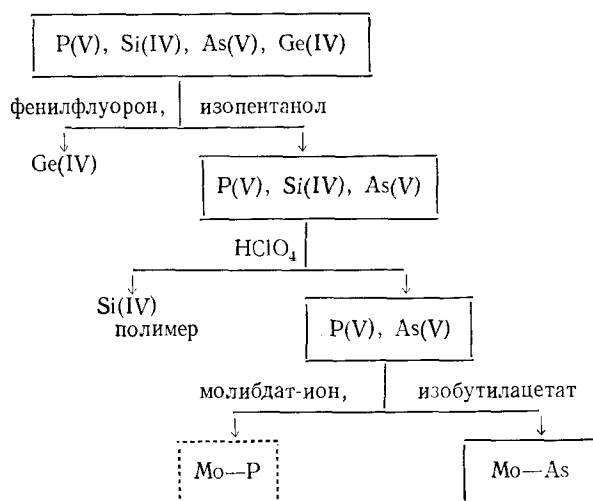 P(V), Si(IV), As(V), Ge(IV)
фенилфлуорон, изопентанол
Ge(IV)
P(V), Si(IV), As(V)
HClO₄
Si(IV)
полимер
P(V), As(V)
молибдат-ион, изобутилацетат
Mo—P Mo—As